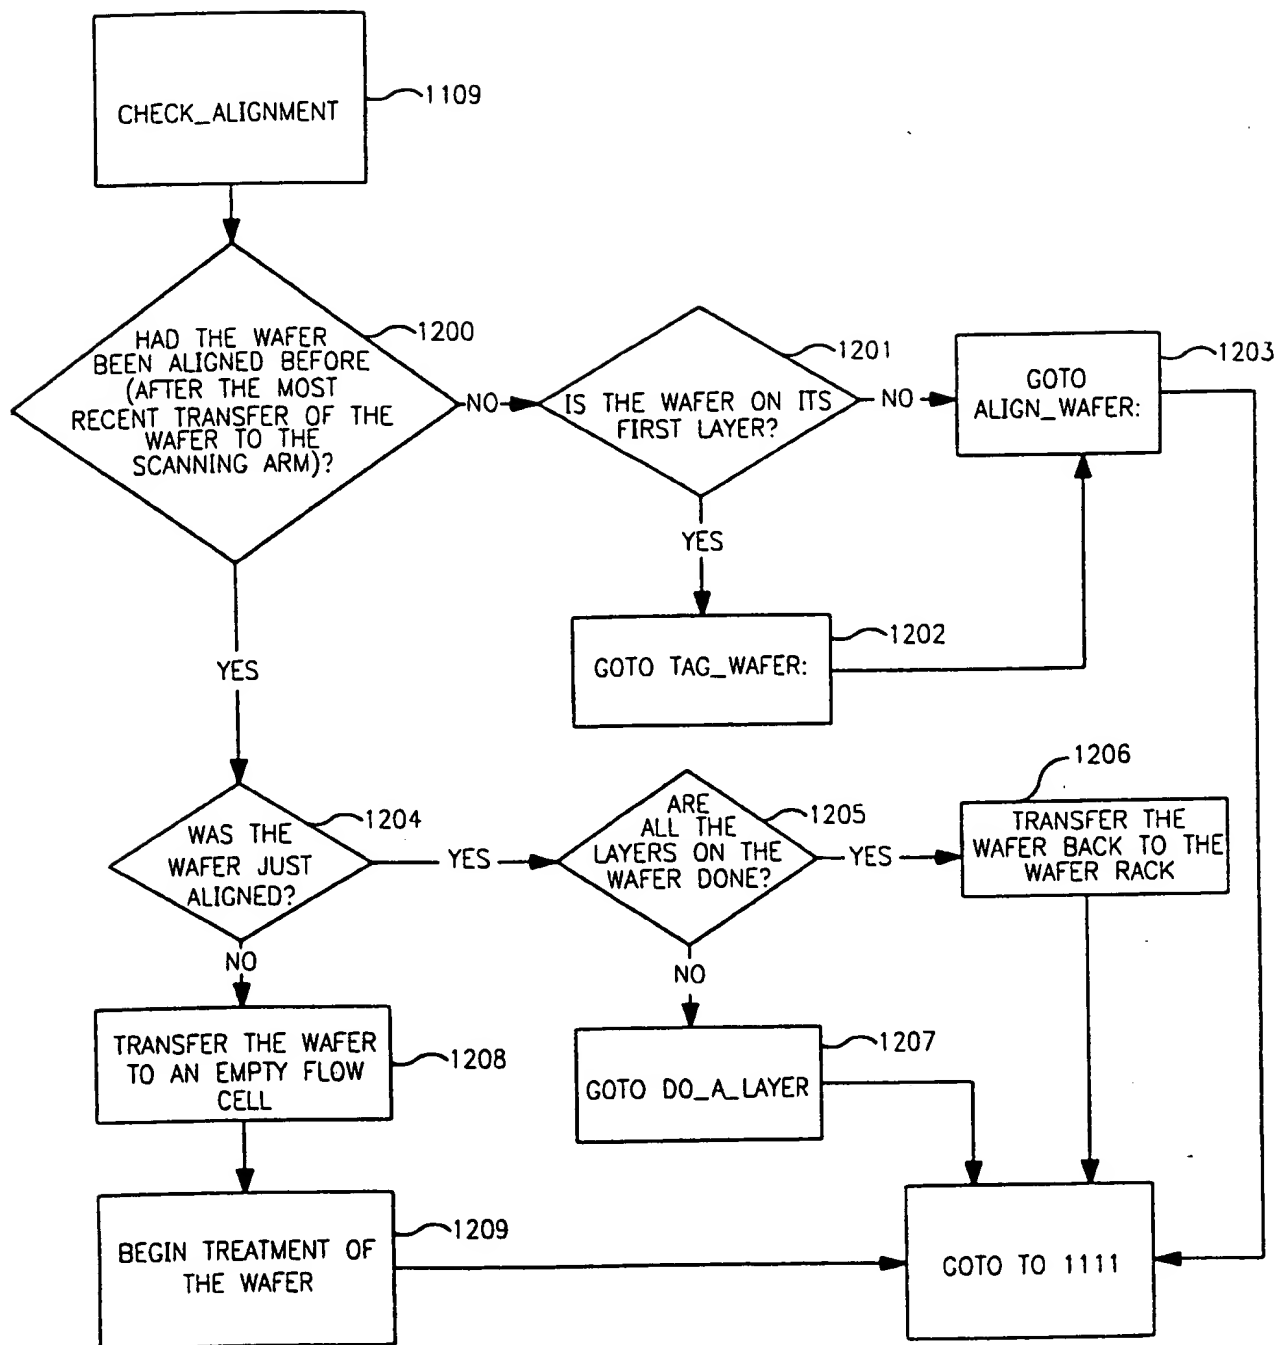 CHECK_ALIGNMENT
1109
HAD THE WAFER
BEEN ALIGNED BEFORE
(AFTER THE MOST
RECENT TRANSFER OF THE
WAFER TO THE
SCANNING ARM)?
1200
NO
IS THE WAFER ON ITS
FIRST LAYER?
1201
NO
GOTO
ALIGN_WAFER:
1203
YES
GOTO TAG_WAFER:
1202
YES
WAS THE
WAFER JUST
ALIGNED?
1204
YES
ARE
ALL THE
LAYERS ON THE
WAFER DONE?
1205
YES
TRANSFER THE
WAFER BACK TO THE
WAFER RACK
1206
NO
TRANSFER THE WAFER
TO AN EMPTY FLOW
CELL
1208
NO
GOTO DO_A_LAYER
1207
BEGIN TREATMENT OF
THE WAFER
1209
GOTO TO 1111